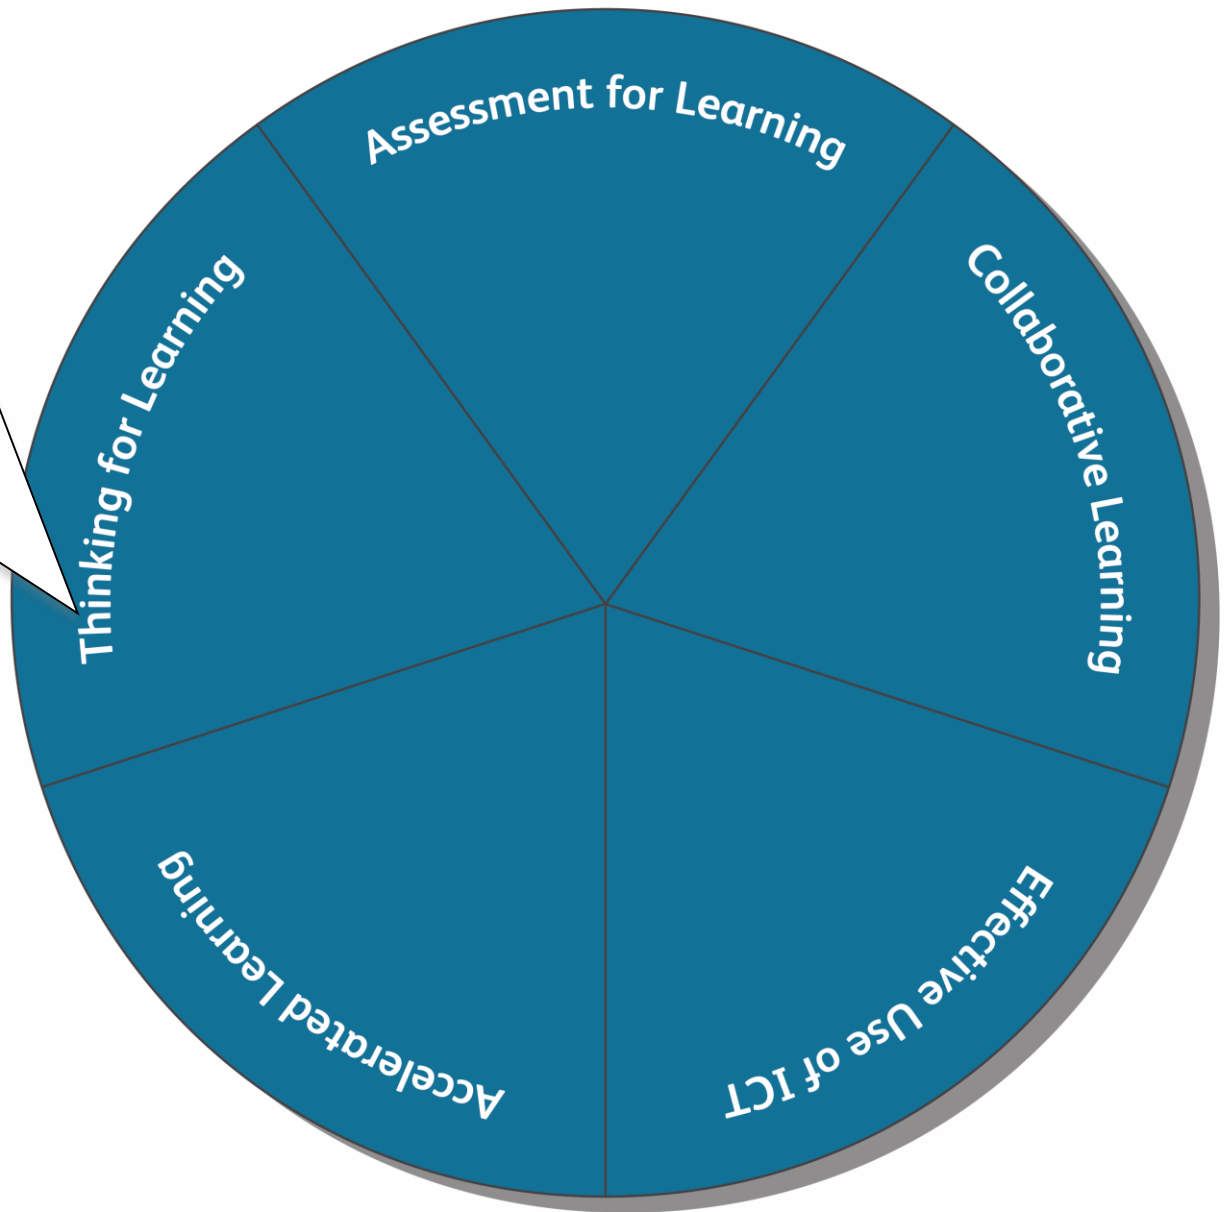 Assessment for Learning
Collaborative Learning
Effective Use of ICT
Accelerated Learning
Thinking for Learning